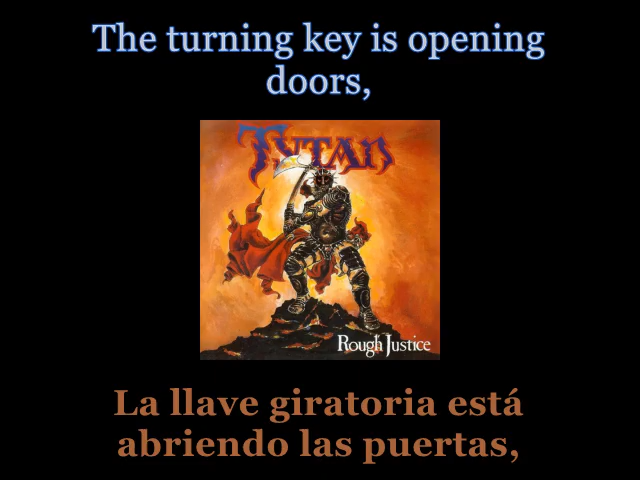 The turning key is opening
doors,
TYTAN
Rough Justice
La llave giratoria está
abriendo las puertas,